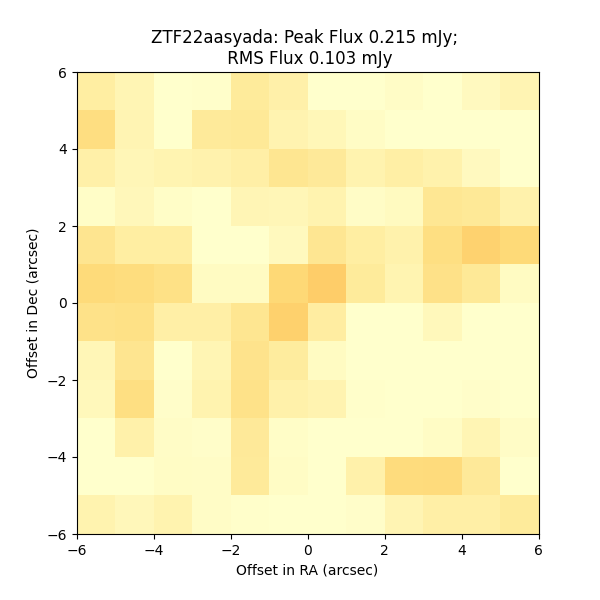 ZTF22aasyada: Peak Flux 0.215 mJy;
RMS Flux 0.103 mJy
6
4
2
0
−2
−4
−6
Offset in Dec (arcsec)
−6 −4 −2 0 2 4 6
Offset in RA (arcsec)